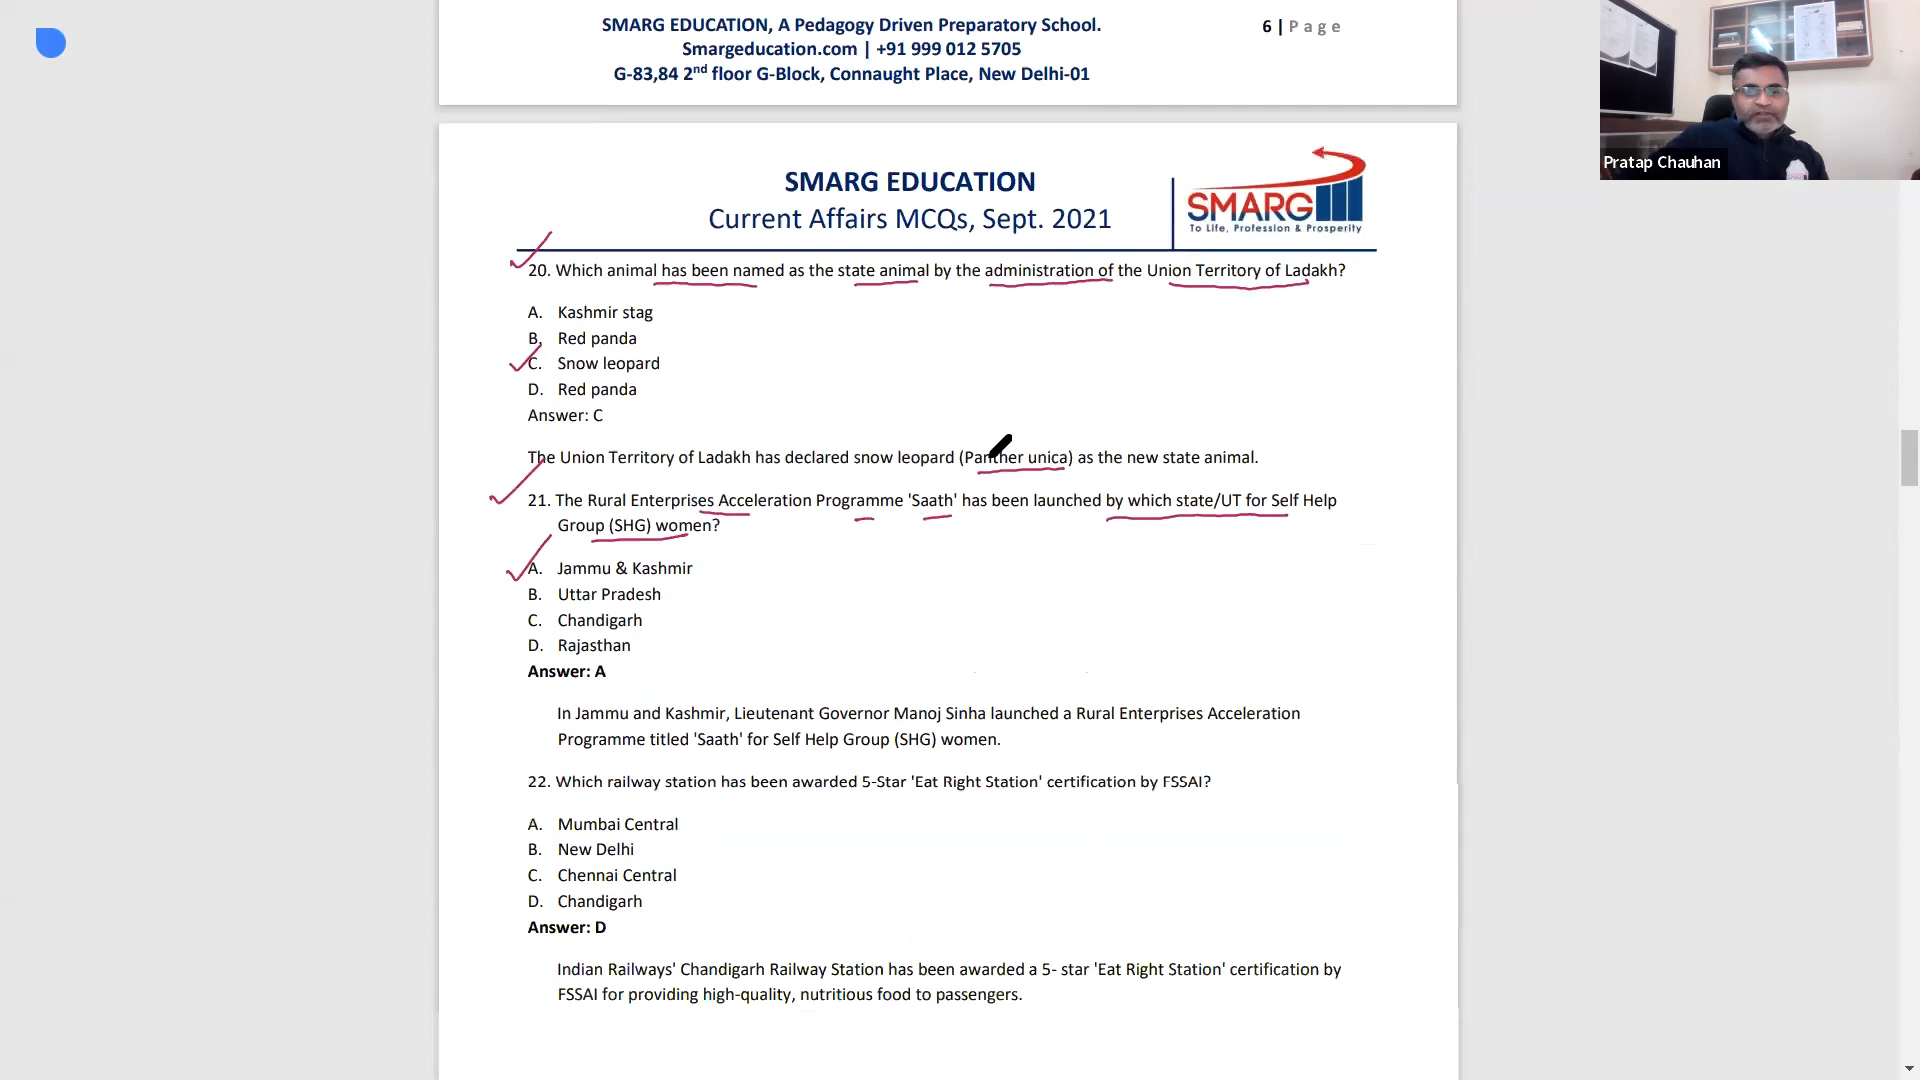 SMARG EDUCATION, A Pedagogy Driven Preparatory School.
6 | P a g e
Smargeducation.com | +91 999 012 5705
G-83,84 2nd floor G-Block, Connaught Place, New Delhi-01
Pratap Chauhan
SMARG EDUCATION
Current Affairs MCQs, Sept. 2021
SMARG
To Life, Profession & Prosperity
20. Which animal has been named as the state animal by the administration of the Union Territory of Ladakh?
A. Kashmir stag
B. Red panda
C. Snow leopard
D. Red panda
Answer: C
The Union Territory of Ladakh has declared snow leopard (Panther unica) as the new state animal.
21. The Rural Enterprises Acceleration Programme 'Saath' has been launched by which state/UT for Self Help
Group (SHG) women?
A. Jammu & Kashmir
B. Uttar Pradesh
C. Chandigarh
D. Rajasthan
Answer: A
In Jammu and Kashmir, Lieutenant Governor Manoj Sinha launched a Rural Enterprises Acceleration
Programme titled 'Saath' for Self Help Group (SHG) women.
22. Which railway station has been awarded 5-Star 'Eat Right Station' certification by FSSAI?
A. Mumbai Central
B. New Delhi
C. Chennai Central
D. Chandigarh
Answer: D
Indian Railways' Chandigarh Railway Station has been awarded a 5- star 'Eat Right Station' certification by
FSSAI for providing high-quality, nutritious food to passengers.